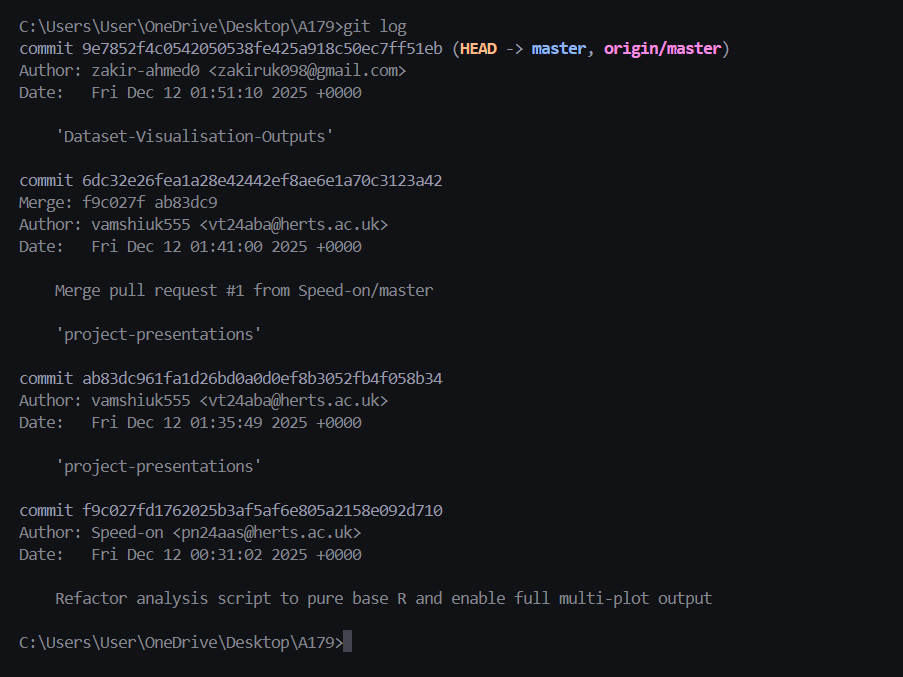 C:\Users\User\OneDrive\Desktop\A179>git log
commit 9e7852f4c0542050538fe425a918c50ec7ff51eb (HEAD -> master, origin/master)
Author: zakir-ahmed0 <zakiruk098@gmail.com>
Date:   Fri Dec 12 01:51:10 2025 +0000
    'Dataset-Visualisation-Outputs'
commit 6dc32e26fea1a28e42442ef8ae6e1a70c3123a42
Merge: f9c027f ab83dc9
Author: vamshiuk555 <vt24aba@herts.ac.uk>
Date:   Fri Dec 12 01:41:00 2025 +0000
    Merge pull request #1 from Speed-on/master
    'project-presentations'
commit ab83dc961fa1d26bd0a0d0ef8b3052fb4f058b34
Author: vamshiuk555 <vt24aba@herts.ac.uk>
Date:   Fri Dec 12 01:35:49 2025 +0000
    'project-presentations'
commit f9c027fd1762025b3af5af6e805a2158e092d710
Author: Speed-on <pn24aas@herts.ac.uk>
Date:   Fri Dec 12 00:31:02 2025 +0000
    Refactor analysis script to pure base R and enable full multi-plot output
C:\Users\User\OneDrive\Desktop\A179>